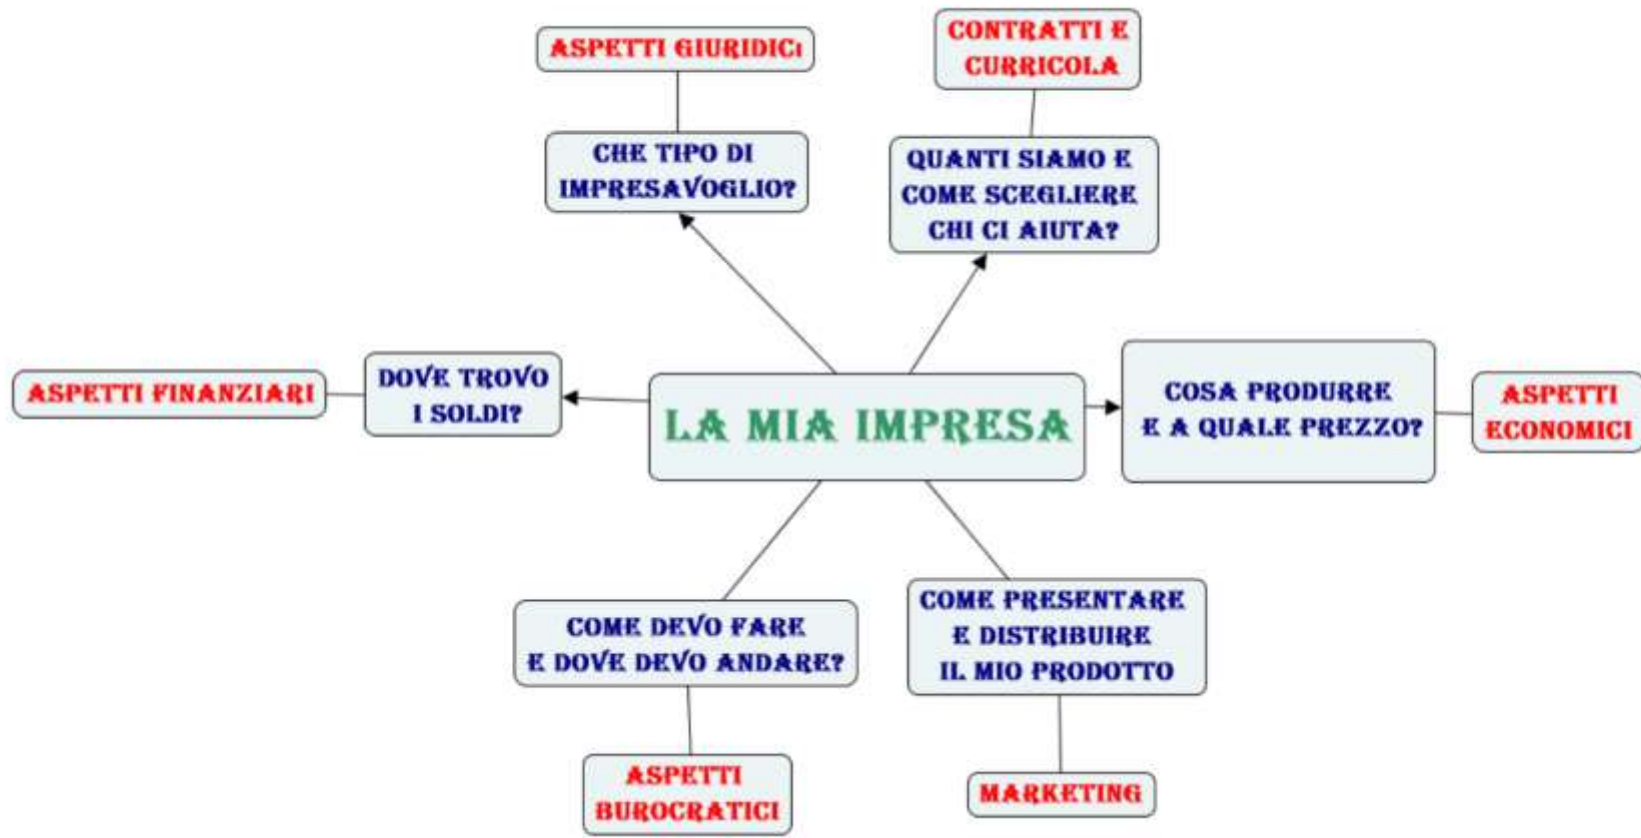 ASPETTI GIURIDICI
CONTRATTI E
CURRICOLA
CHE TIPO DI
IMPRESAVOGLIO?
QUANTI SIAMO E
COME SCEGLIERE
CHI CI AIUTA?
ASPETTI FINANZIARI
DOVE TROVO
I SOLDI?
LA MIA IMPRESA
COSA PRODURRE
E A QUALE PREZZO?
ASPETTI
ECONOMICI
COME DEVO FARE
E DOVE DEVO ANDARE?
COME PRESENTARE
E DISTRIBUIRE
IL MIO PRODOTTO
ASPETTI
BUROCRATICI
MARKETING